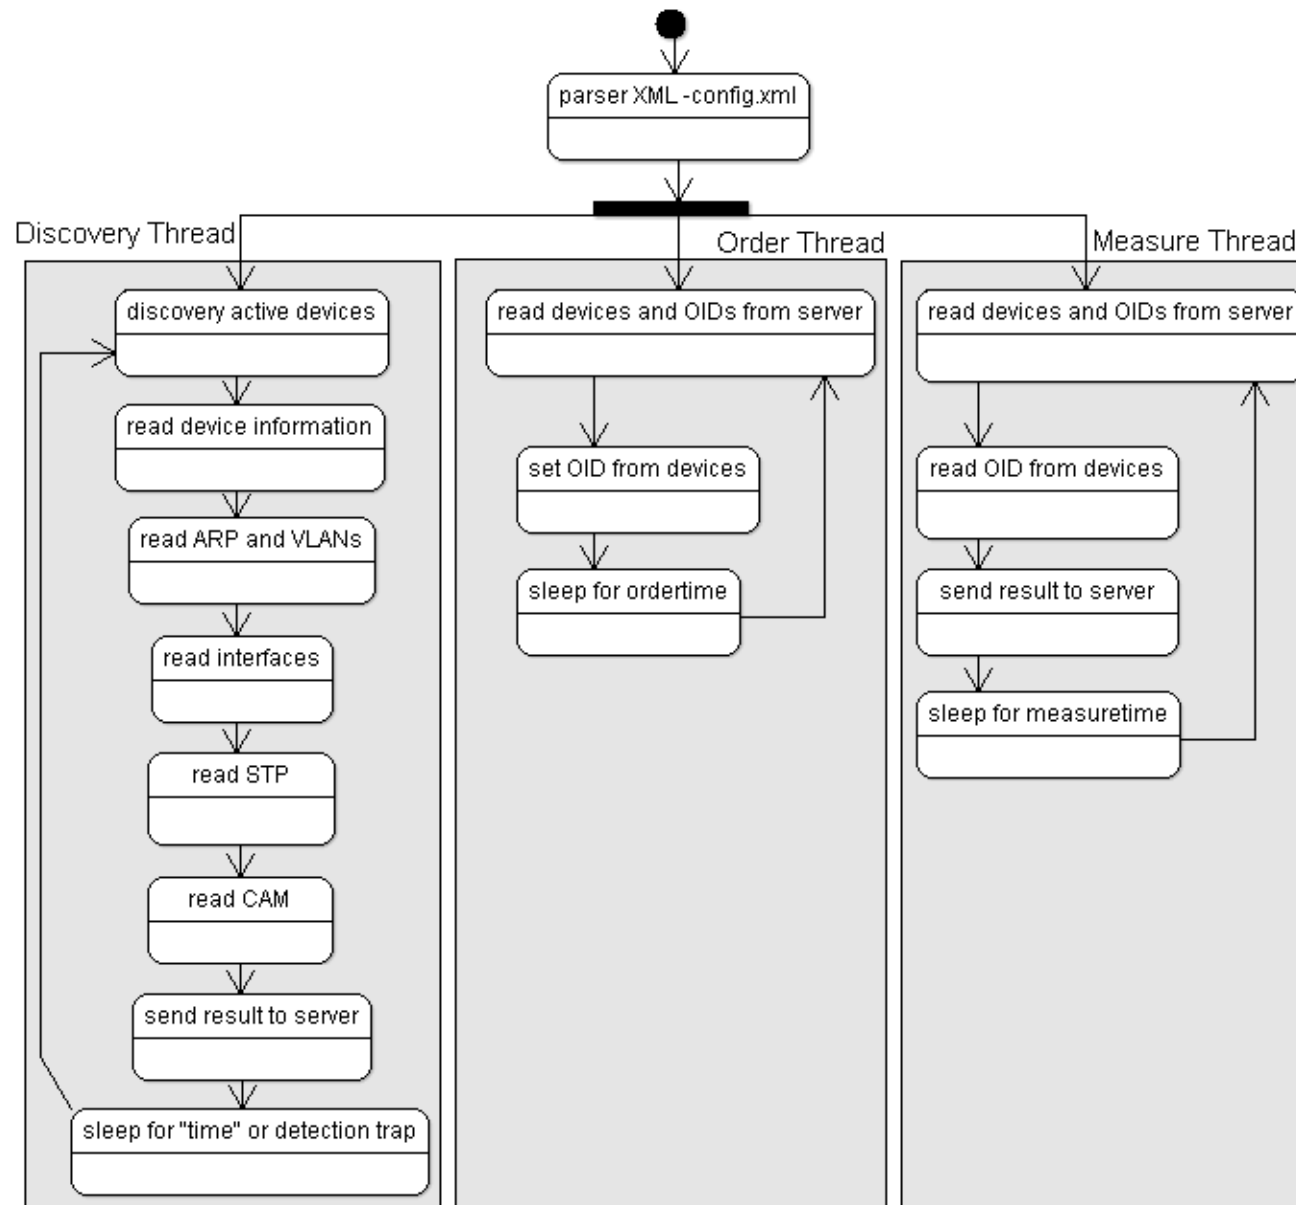 parser XML -config.xml
Discovery Thread
discovery active devices
read device information
read ARP and VLANs
read interfaces
read STP
read CAM
send result to server
sleep for "time" or detection trap
Order Thread
read devices and OIDs from server
set OID from devices
sleep for ordertime
Measure Thread
read devices and OIDs from server
read OID from devices
send result to server
sleep for measuretime